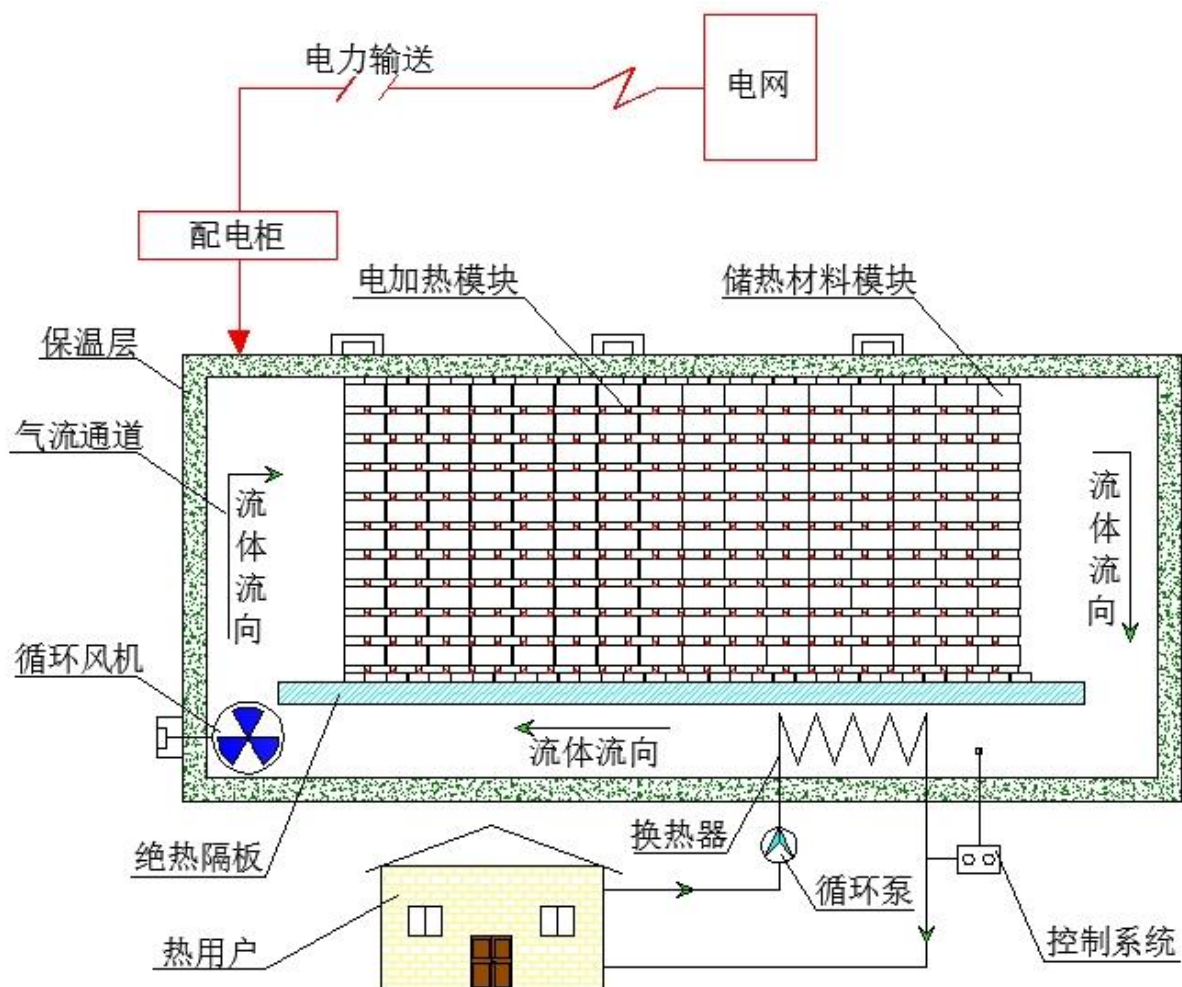 电力输送
电网
配电柜
电加热模块
储热材料模块
保温层
气流通道
流体流向
流体流向
循环风机
流体流向
绝热隔板
换热器
循环泵
热用户
控制系统